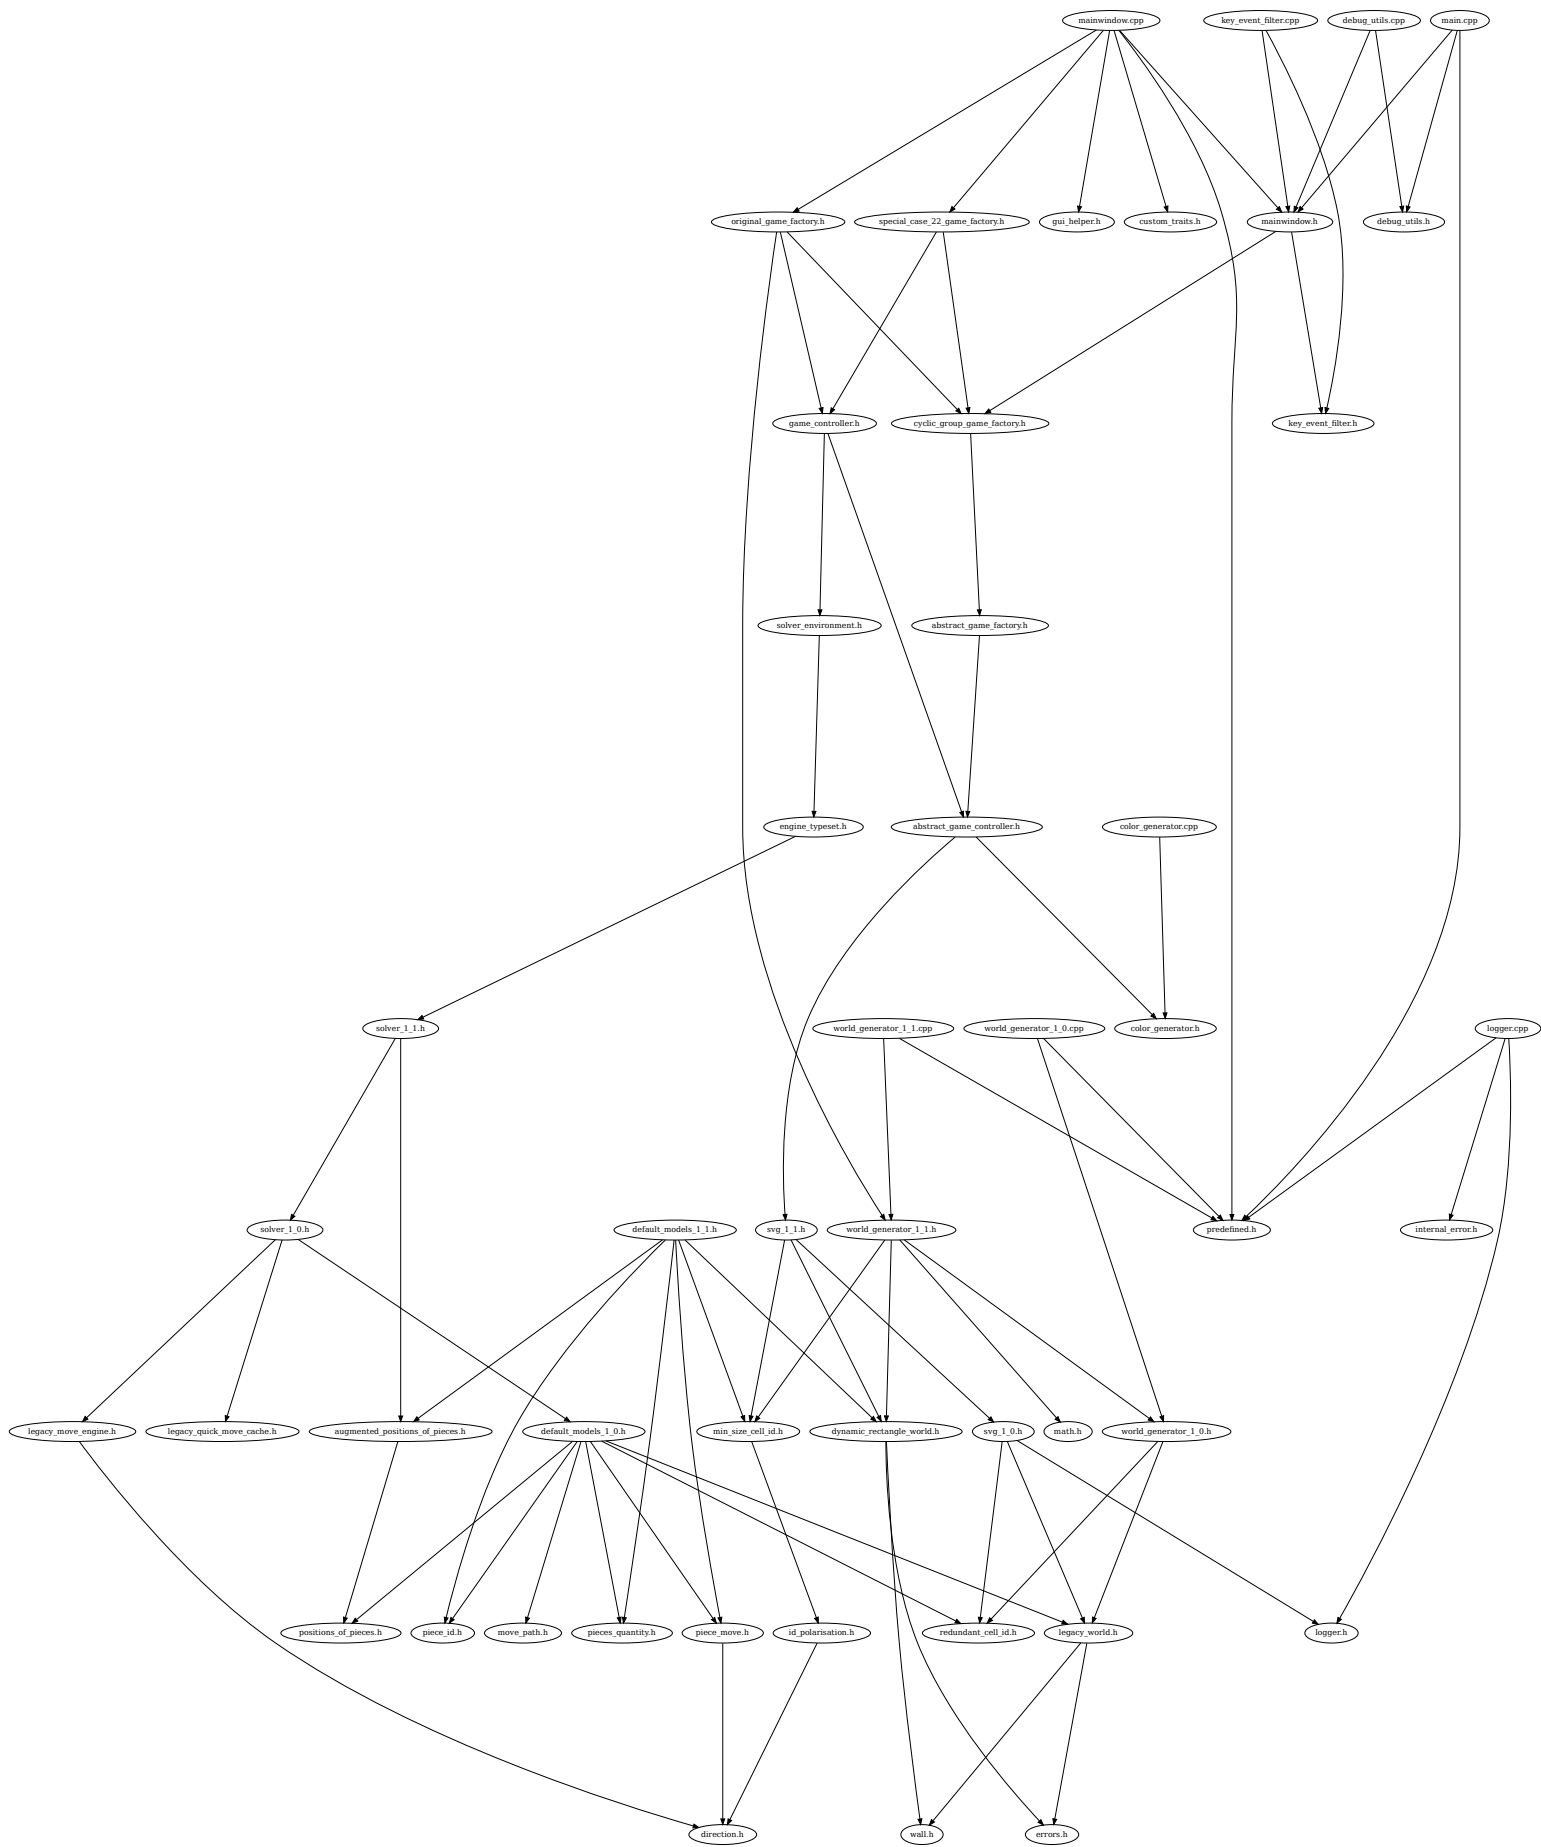 mainwindow.cpp
key_event_filter.cpp
debug_utils.cpp
main.cpp
original_game_factory.h
special_case_22_game_factory.h
gui_helper.h
custom_traits.h
mainwindow.h
debug_utils.h
game_controller.h
cyclic_group_game_factory.h
key_event_filter.h
solver_environment.h
abstract_game_factory.h
engine_typeset.h
abstract_game_controller.h
color_generator.cpp
solver_1_1.h
world_generator_1_1.cpp
world_generator_1_0.cpp
color_generator.h
logger.cpp
solver_1_0.h
default_models_1_1.h
svg_1_1.h
world_generator_1_1.h
predefined.h
internal_error.h
legacy_move_engine.h
legacy_quick_move_cache.h
augmented_positions_of_pieces.h
default_models_1_0.h
min_size_cell_id.h
dynamic_rectangle_world.h
svg_1_0.h
math.h
world_generator_1_0.h
positions_of_pieces.h
piece_id.h
move_path.h
pieces_quantity.h
piece_move.h
id_polarisation.h
redundant_cell_id.h
legacy_world.h
logger.h
direction.h
wall.h
errors.h